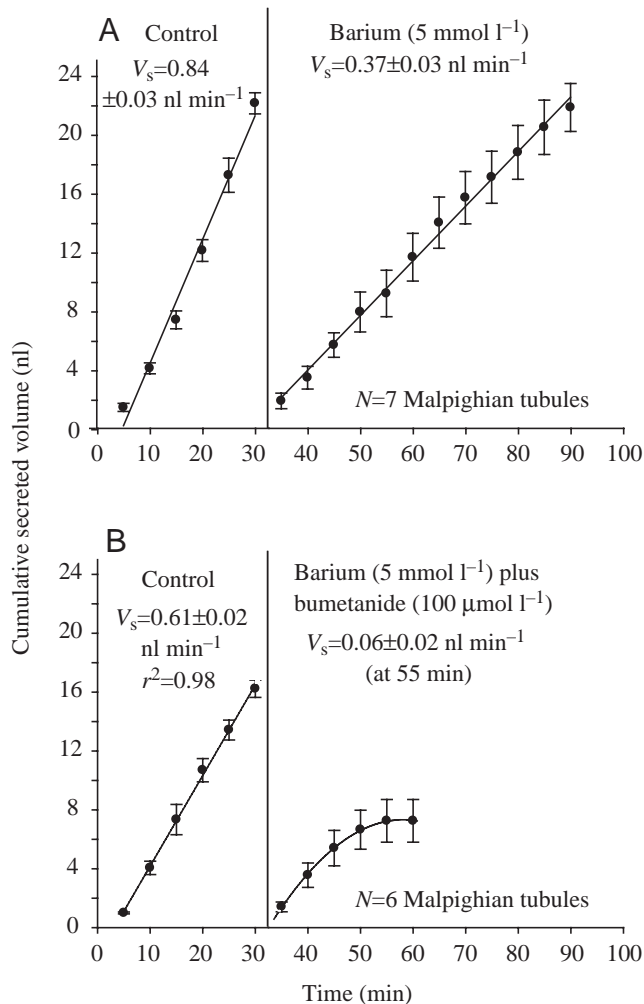 A
Control
Vs=0.84
±0.03 nl min–1
Barium (5 mmol l–1)
Vs=0.37±0.03 nl min–1
24
20
16
12
8
4
0
N=7 Malpighian tubules
0 10 20 30 40 50 60 70 80 90 100
Cumulative secreted volume (nl)
B
Control
Vs=0.61±0.02
nl min–1
r2=0.98
Barium (5 mmol l–1) plus
bumetanide (100 μmol l–1)
Vs=0.06±0.02 nl min–1
(at 55 min)
24
20
16
12
8
4
0
N=6 Malpighian tubules
0 10 20 30 40 50 60 70 80 90 100
Time (min)